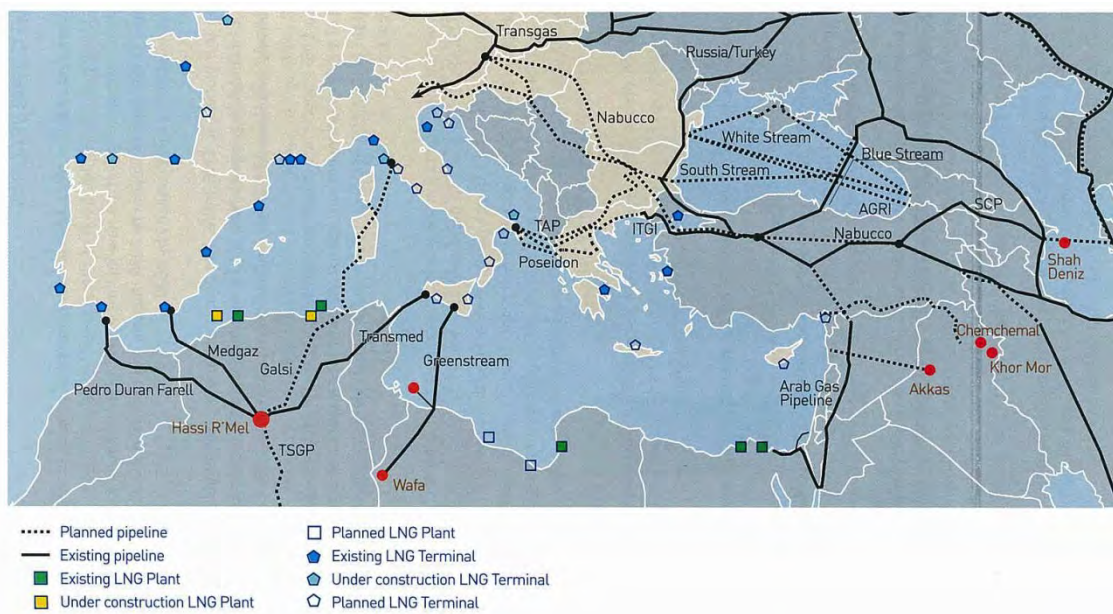 Transgas
Russia/Turkey
Nabucco
White Stream
Blue Stream
South Stream
AGRI
SCP
TAP
ITGI
Nabucco
Poseidon
Shah
Deniz
Transmed
Medgaz
Galsi
Greenstream
Pedro Duran Farell
Arab Gas
Pipeline
Chemchemal
Khor Mor
Akkas
Hassi R'Mel
TSGP
Wafa
Planned pipeline
Existing pipeline
Existing LNG Plant
Under construction LNG Plant
Planned LNG Plant
Existing LNG Terminal
Under construction LNG Terminal
Planned LNG Terminal